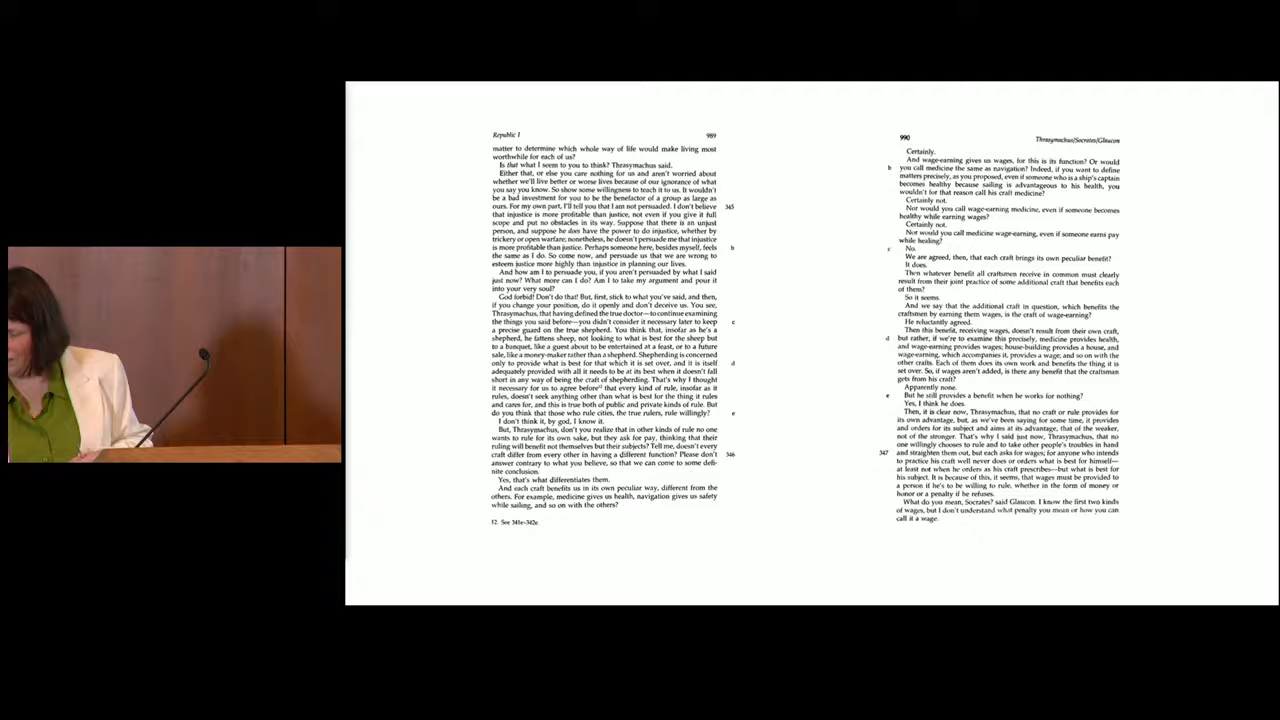 Republic I 989
matter to determine which whole way of life would make living most
worthwhile for each of us?
Is that what I seem to you to think? Thrasymachus said.
Either that, or else you care nothing for us and aren't worried about
whether we'll live better or worse lives because of our ignorance of what
you say you know. So show some willingness to teach it to us. It wouldn't
be a bad investment for you to be the benefactor of a group as large as
ours. For my own part, I'll tell you that I am not persuaded. I don't believe 345
that injustice is more profitable than justice, not even if you give it full
scope and put no obstacles in its way. Suppose that there is an unjust
person, and suppose he does have the power to do injustice, whether by
trickery or open warfare; nonetheless, he doesn't persuade me that injustice
is more profitable than justice. Perhaps someone here, besides myself, feels b
the same as I do. So come now, and persuade us that we are wrong to
esteem justice more highly than injustice in planning our lives.
And how am I to persuade you, if you aren't persuaded by what I said
just now? What more can I do? Am I to take my argument and pour it
into your very soul?
God forbid! Don't do that! But, first, stick to what you've said, and then,
if you change your position, do it openly and don't deceive us. You see,
Thrasymachus, that having defined the true doctor—to continue examining
the things you said before—you didn't consider it necessary later to keep c
a precise guard on the true shepherd. You think that, insofar as he's a
shepherd, he fattens sheep, not looking to what is best for the sheep but
to a banquet, like a guest about to be entertained at a feast, or to a future
sale, like a money-maker rather than a shepherd. Shepherding is concerned
only to provide what is best for that which it is set over, and it is itself d
adequately provided with all it needs to be at its best when it doesn't fall
short in any way of being the craft of shepherding. That's why I thought
it necessary for us to agree before¹² that every kind of rule, insofar as it
rules, doesn't seek anything other than what is best for the thing it rules
and cares for, and this is true both of public and private kinds of rule. But
do you think that those who rule cities, the true rulers, rule willingly? e
I don't think it, by god, I know it.
But, Thrasymachus, don't you realize that in other kinds of rule no one
wants to rule for its own sake, but they ask for pay, thinking that their
ruling will benefit not themselves but their subjects? Tell me, doesn't every
craft differ from every other in having a different function? Please don't 346
answer contrary to what you believe, so that we can come to some defi-
nite conclusion.
Yes, that's what differentiates them.
And each craft benefits us in its own peculiar way, different from the
others. For example, medicine gives us health, navigation gives us safety
while sailing, and so on with the others?
12. See 341e–342e.
990 Thrasymachus/Socrates/Glaucon
Certainly.
And wage-earning gives us wages, for this is its function? Or would
b you call medicine the same as navigation? Indeed, if you want to define
matters precisely, as you proposed, even if someone who is a ship's captain
becomes healthy because sailing is advantageous to his health, you
wouldn't for that reason call his craft medicine?
Certainly not.
Nor would you call wage-earning medicine, even if someone becomes
healthy while earning wages?
Certainly not.
Nor would you call medicine wage-earning, even if someone earns pay
while healing?
c No.
We are agreed, then, that each craft brings its own peculiar benefit?
It does.
Then whatever benefit all craftsmen receive in common must clearly
result from their joint practice of some additional craft that benefits each
of them?
So it seems.
And we say that the additional craft in question, which benefits the
craftsmen by earning them wages, is the craft of wage-earning?
He reluctantly agreed.
Then this benefit, receiving wages, doesn't result from their own craft,
d but rather, if we're to examine this precisely, medicine provides health,
and wage-earning provides wages; house-building provides a house, and
wage-earning, which accompanies it, provides a wage; and so on with the
other crafts. Each of them does its own work and benefits the thing it is
set over. So, if wages aren't added, is there any benefit that the craftsman
gets from his craft?
Apparently none.
e But he still provides a benefit when he works for nothing?
Yes, I think he does.
Then, it is clear now, Thrasymachus, that no craft or rule provides for
its own advantage, but, as we've been saying for some time, it provides
and orders for its subject and aims at its advantage, that of the weaker,
not of the stronger. That's why I said just now, Thrasymachus, that no
one willingly chooses to rule and to take other people's troubles in hand
347 and straighten them out, but each asks for wages; for anyone who intends
to practice his craft well never does or orders what is best for himself—
at least not when he orders as his craft prescribes—but what is best for
his subject. It is because of this, it seems, that wages must be provided to
a person if he's to be willing to rule, whether in the form of money or
honor or a penalty if he refuses.
What do you mean, Socrates? said Glaucon. I know the first two kinds
of wages, but I don't understand what penalty you mean or how you can
call it a wage.